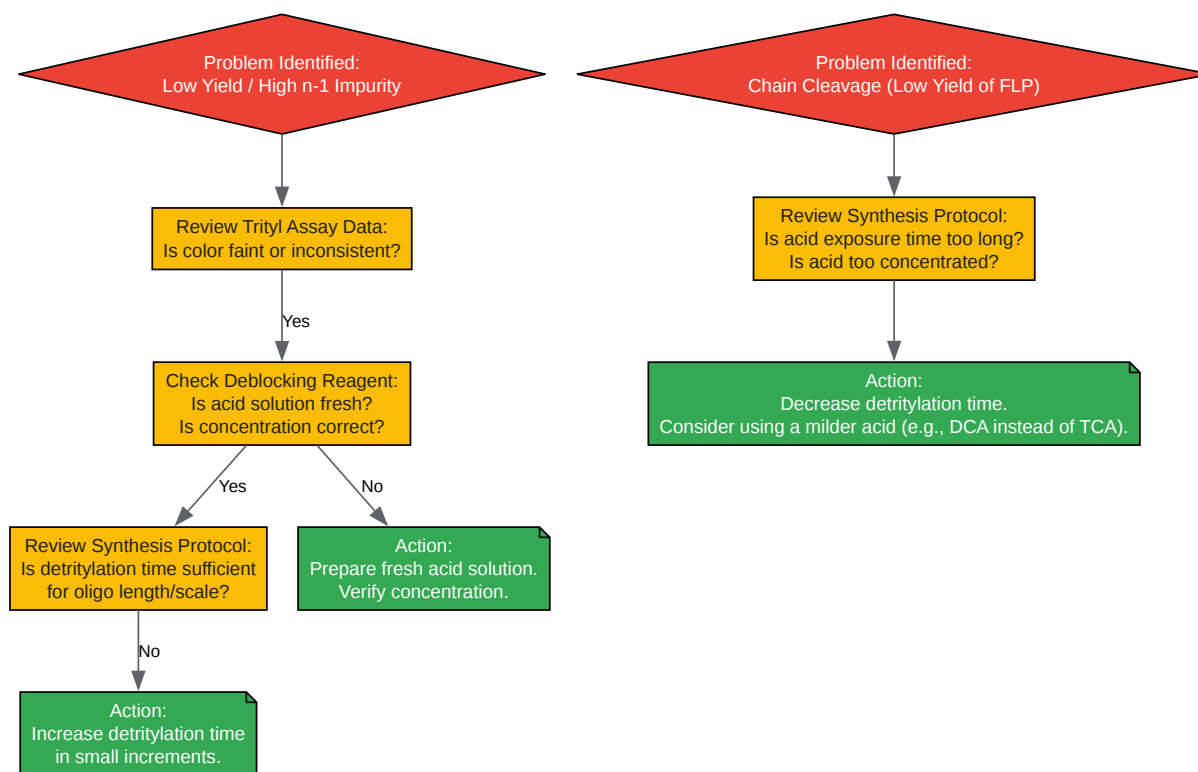 Problem Identified:
Low Yield / High n-1 Impurity
Review Trityl Assay Data:
Is color faint or inconsistent?
Yes
Check Deblocking Reagent:
Is acid solution fresh?
Is concentration correct?
Yes
No
Review Synthesis Protocol:
Is detritylation time sufficient
for oligo length/scale?
Action:
Prepare fresh acid solution.
Verify concentration.
No
Action:
Increase detritylation time
in small increments.
Problem Identified:
Chain Cleavage (Low Yield of FLP)
Review Synthesis Protocol:
Is acid exposure time too long?
Is acid too concentrated?
Action:
Decrease detritylation time.
Consider using a milder acid (e.g., DCA instead of TCA).